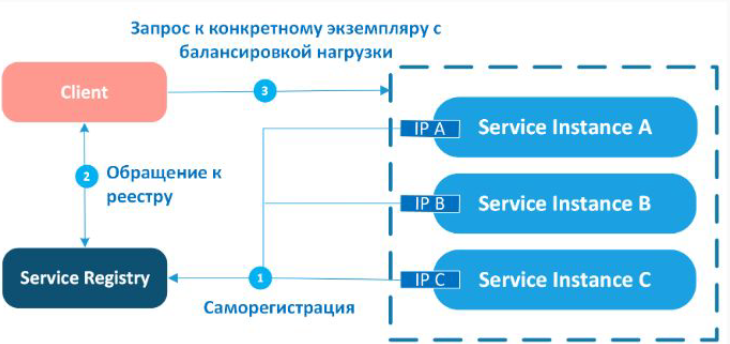 Запрос к конкретному экземпляру с
балансировкой нагрузки
Client
3
IP A
Service Instance A
2
Обращение к
реестру
IP B
Service Instance B
Service Registry
1
IP C
Service Instance C
Саморегистрация